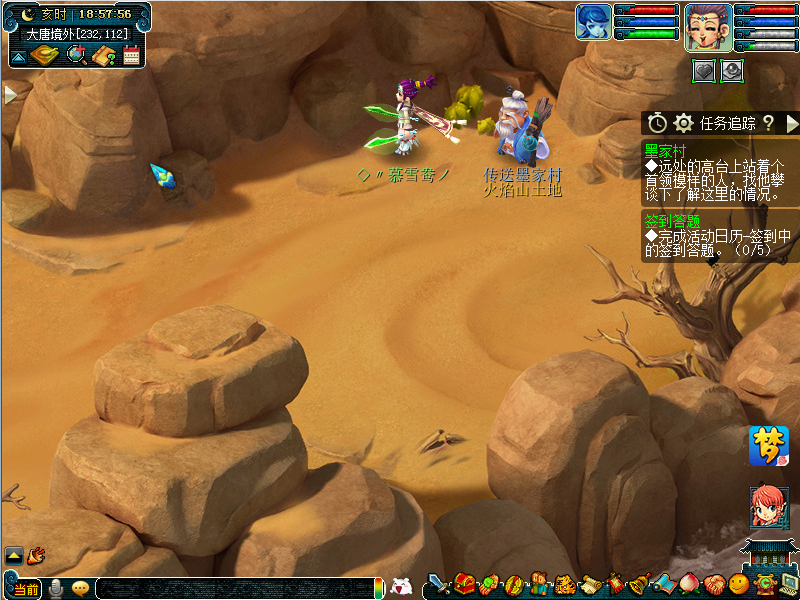 亥时 18:57:56
大唐境外[232,112]
任务追踪 ?
墨家村
◆远处的高台上站着个
首领模样的人，找他攀
谈下了解这里的情况。
签到答题
◆完成活动日历-签到中
的签到答题。（0/5）
◇〃慕雪鸯ノ
传送墨家村
火焰山土地
梦
当前